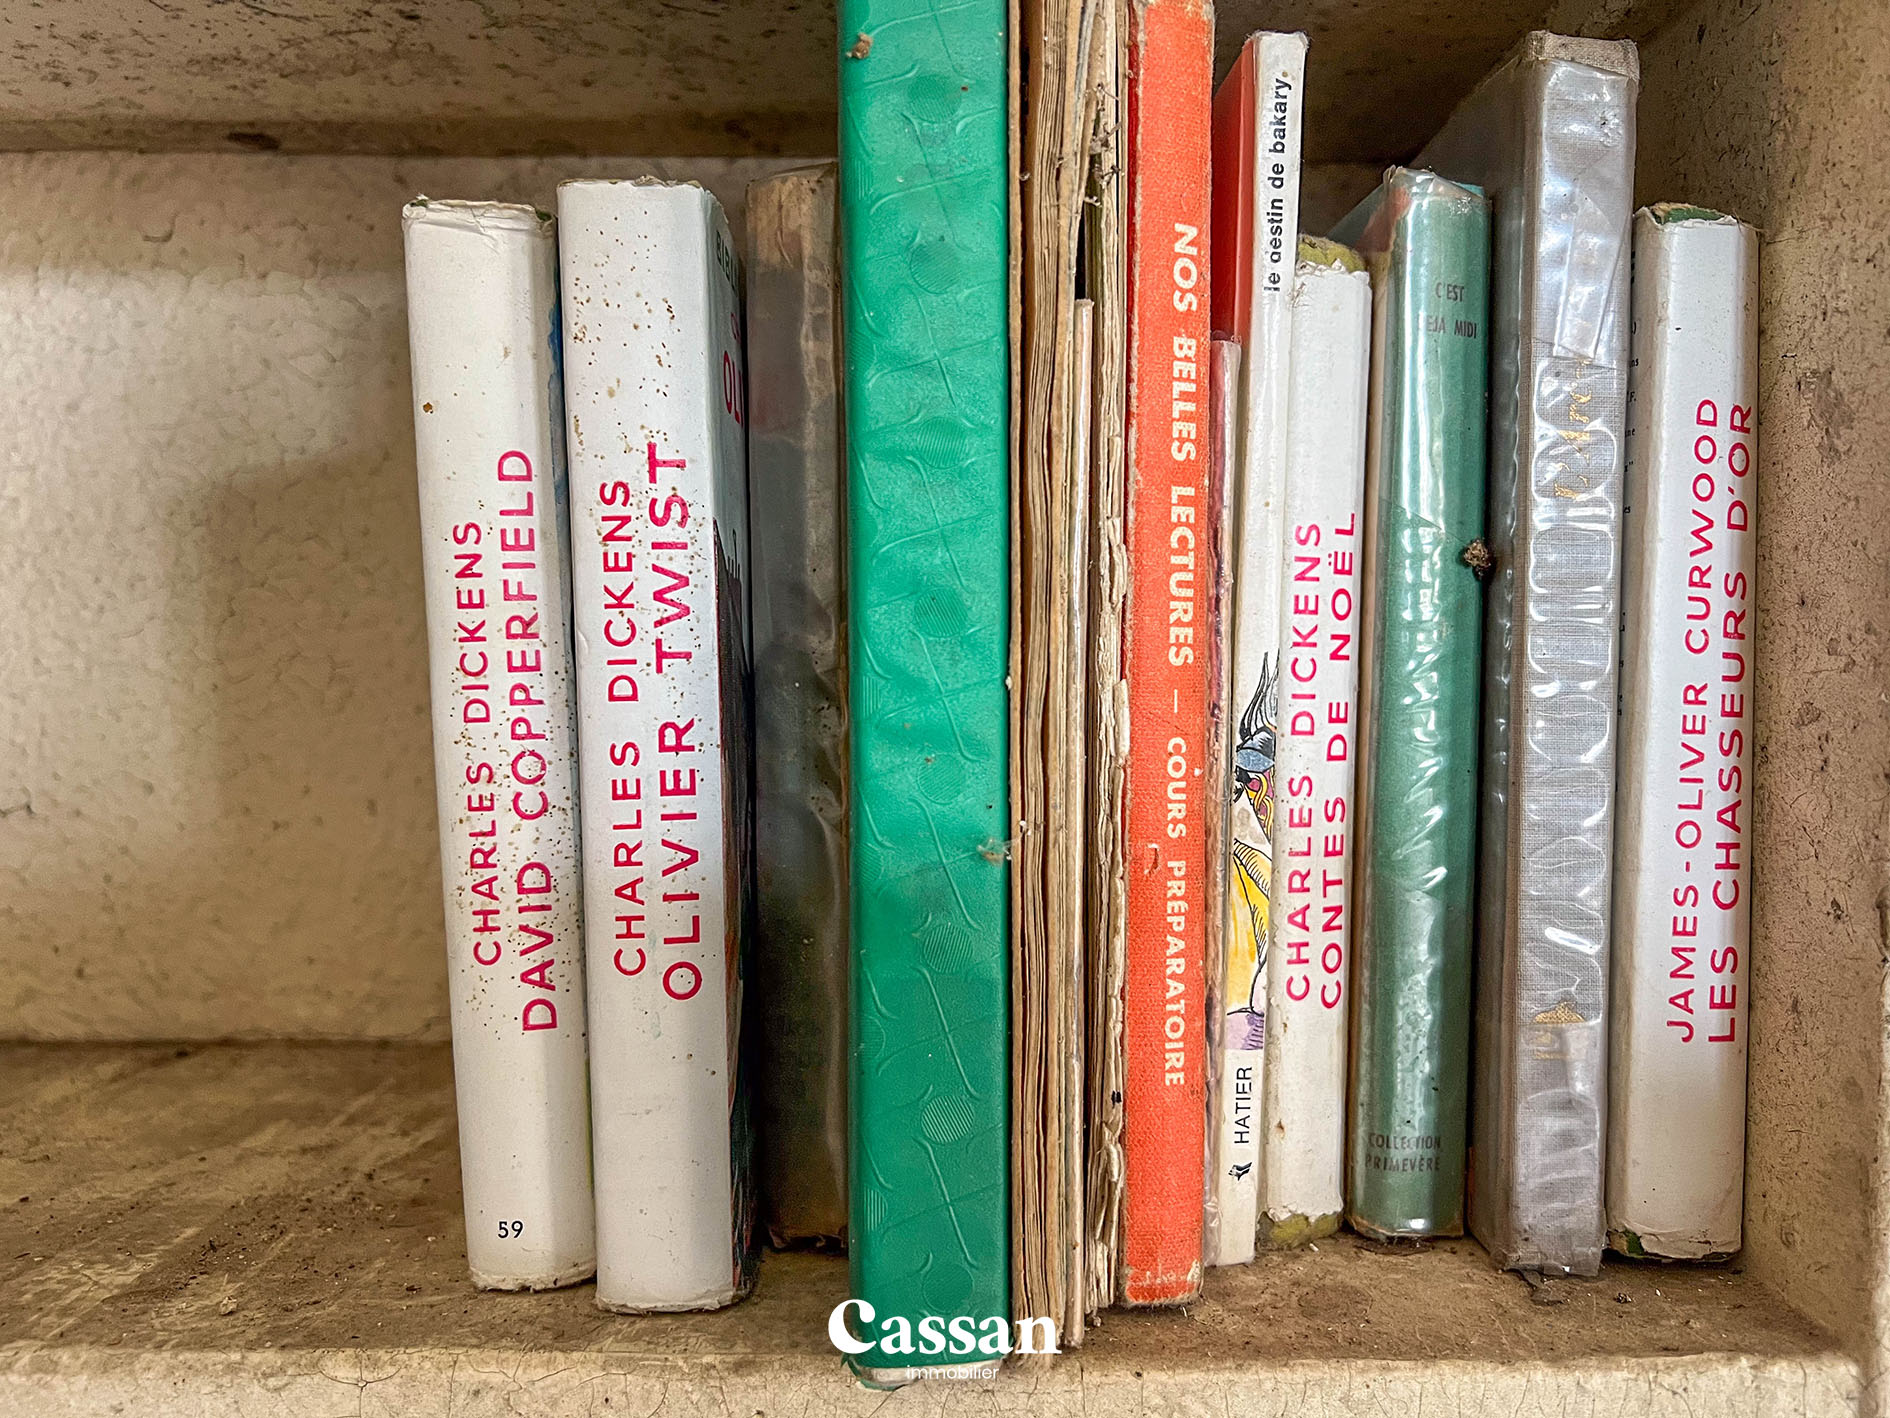 CHARLES DICKENS
DAVID COPPERFIELD
59
CHARLES DICKENS
OLIVIER TWIST
NOS BELLES LECTURES – COURS PRÉPARATOIRE
le destin de bakary.
HATIER
CHARLES DICKENS
CONTES DE NOËL
C'EST
DEJA MIDI
COLLECTION
PRIMEVÈRE
JAMES-OLIVER CURWOOD
LES CHASSEURS D'OR
Cassan
immobilier